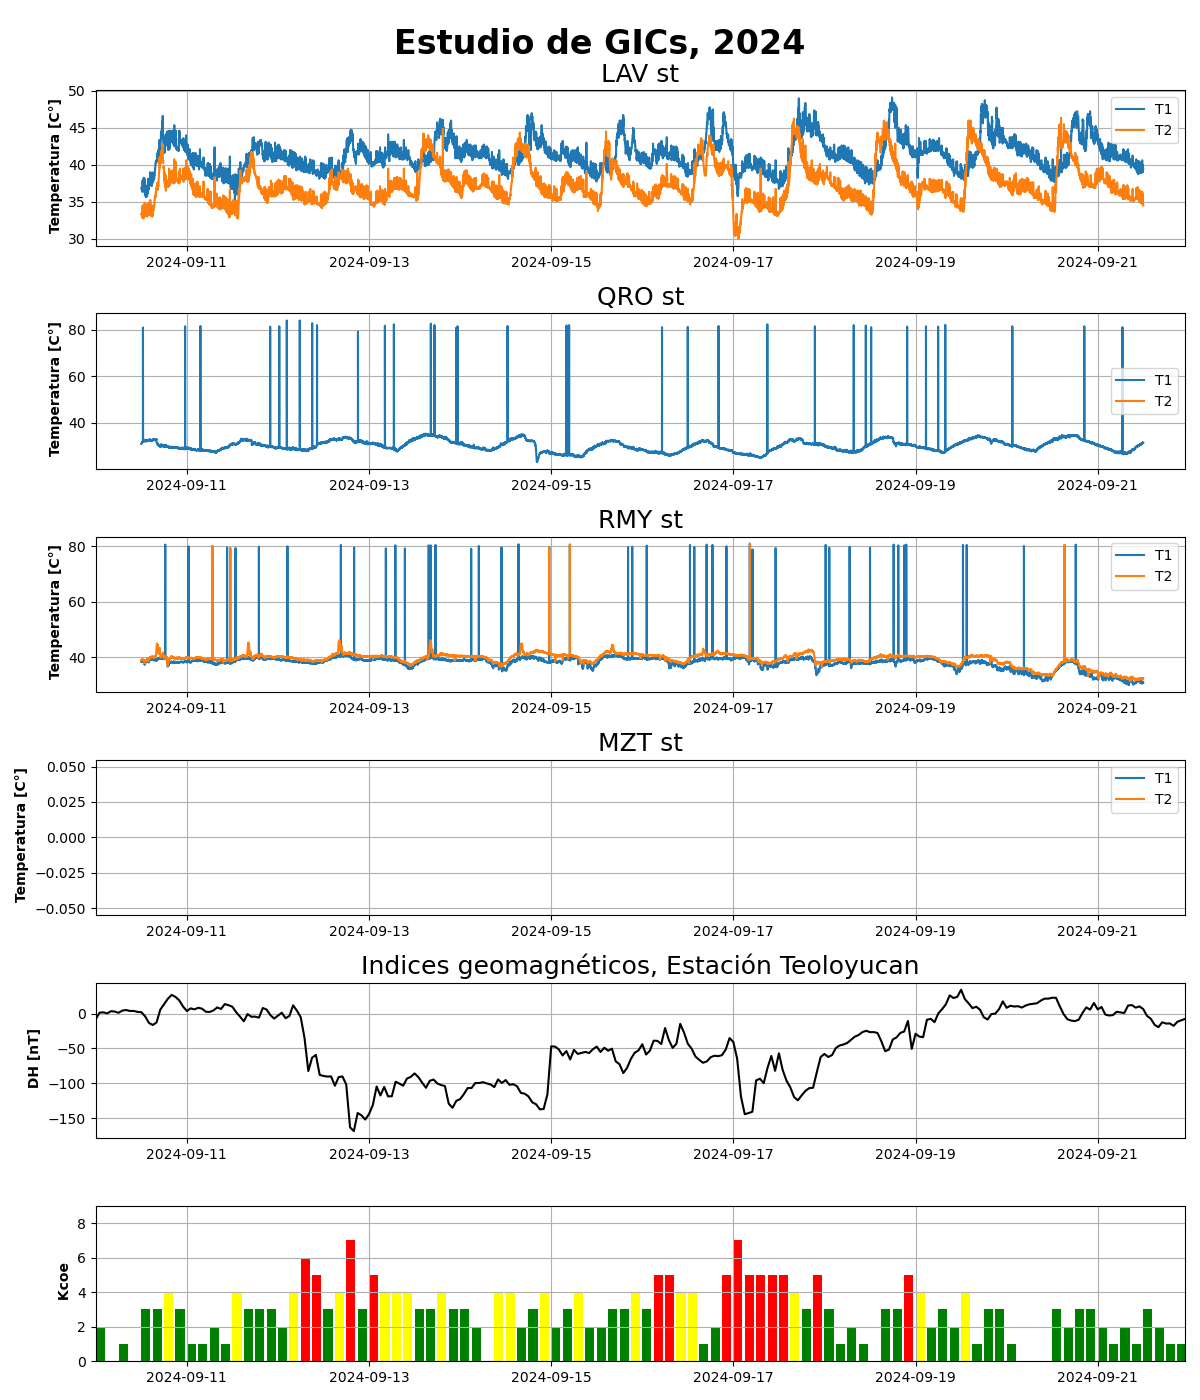 Estudio de GICs, 2024
LAV st
Temperatura [C°]
50
45
40
35
30
T1
T2
2024-09-11 2024-09-13 2024-09-15 2024-09-17 2024-09-19 2024-09-21
QRO st
Temperatura [C°]
80
60
40
T1
T2
2024-09-11 2024-09-13 2024-09-15 2024-09-17 2024-09-19 2024-09-21
RMY st
Temperatura [C°]
80
60
40
T1
T2
2024-09-11 2024-09-13 2024-09-15 2024-09-17 2024-09-19 2024-09-21
MZT st
Temperatura [C°]
0.050
0.025
0.000
−0.025
−0.050
T1
T2
2024-09-11 2024-09-13 2024-09-15 2024-09-17 2024-09-19 2024-09-21
Indices geomagnéticos, Estación Teoloyucan
DH [nT]
0
−50
−100
−150
2024-09-11 2024-09-13 2024-09-15 2024-09-17 2024-09-19 2024-09-21
Kcoe
8
6
4
2
0
2024-09-11 2024-09-13 2024-09-15 2024-09-17 2024-09-19 2024-09-21